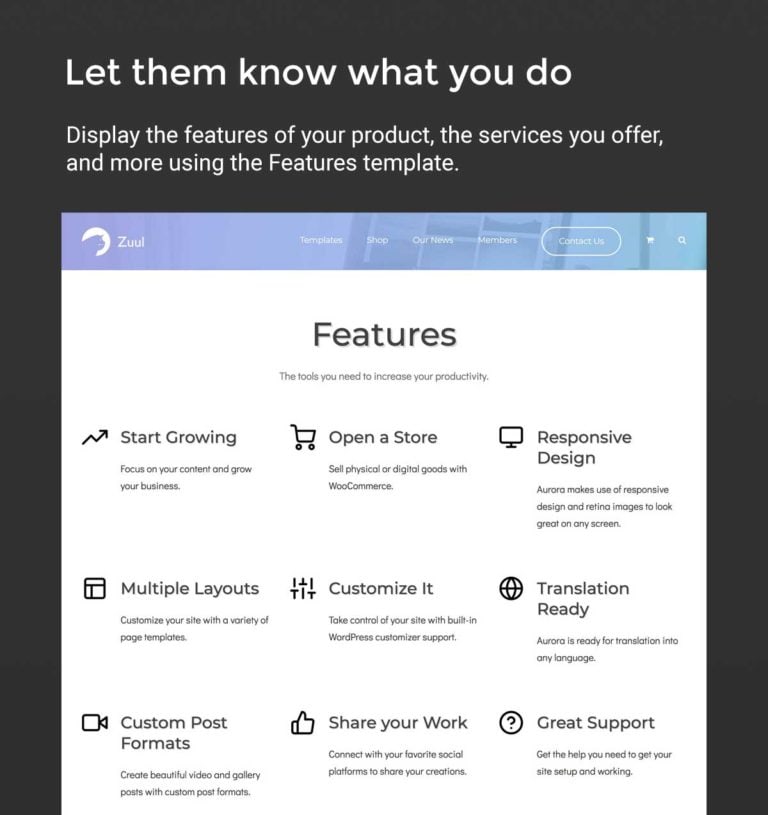 Let them know what you do
Display the features of your product, the services you offer,
and more using the Features template.
Zuul
Templates
Shop
Our News
Members
Contact Us
Features
The tools you need to increase your productivity.
Start Growing
Focus on your content and grow
your business.
Open a Store
Sell physical or digital goods with
WooCommerce.
Responsive
Design
Aurora makes use of responsive
design and retina images to look
great on any screen.
Multiple Layouts
Customize your site with a variety of
page templates.
Customize It
Take control of your site with built-in
WordPress customizer support.
Translation
Ready
Aurora is ready for translation into
any language.
Custom Post
Formats
Create beautiful video and gallery
posts with custom post formats.
Share your Work
Connect with your favorite social
platforms to share your creations.
Great Support
Get the help you need to get your
site setup and working.